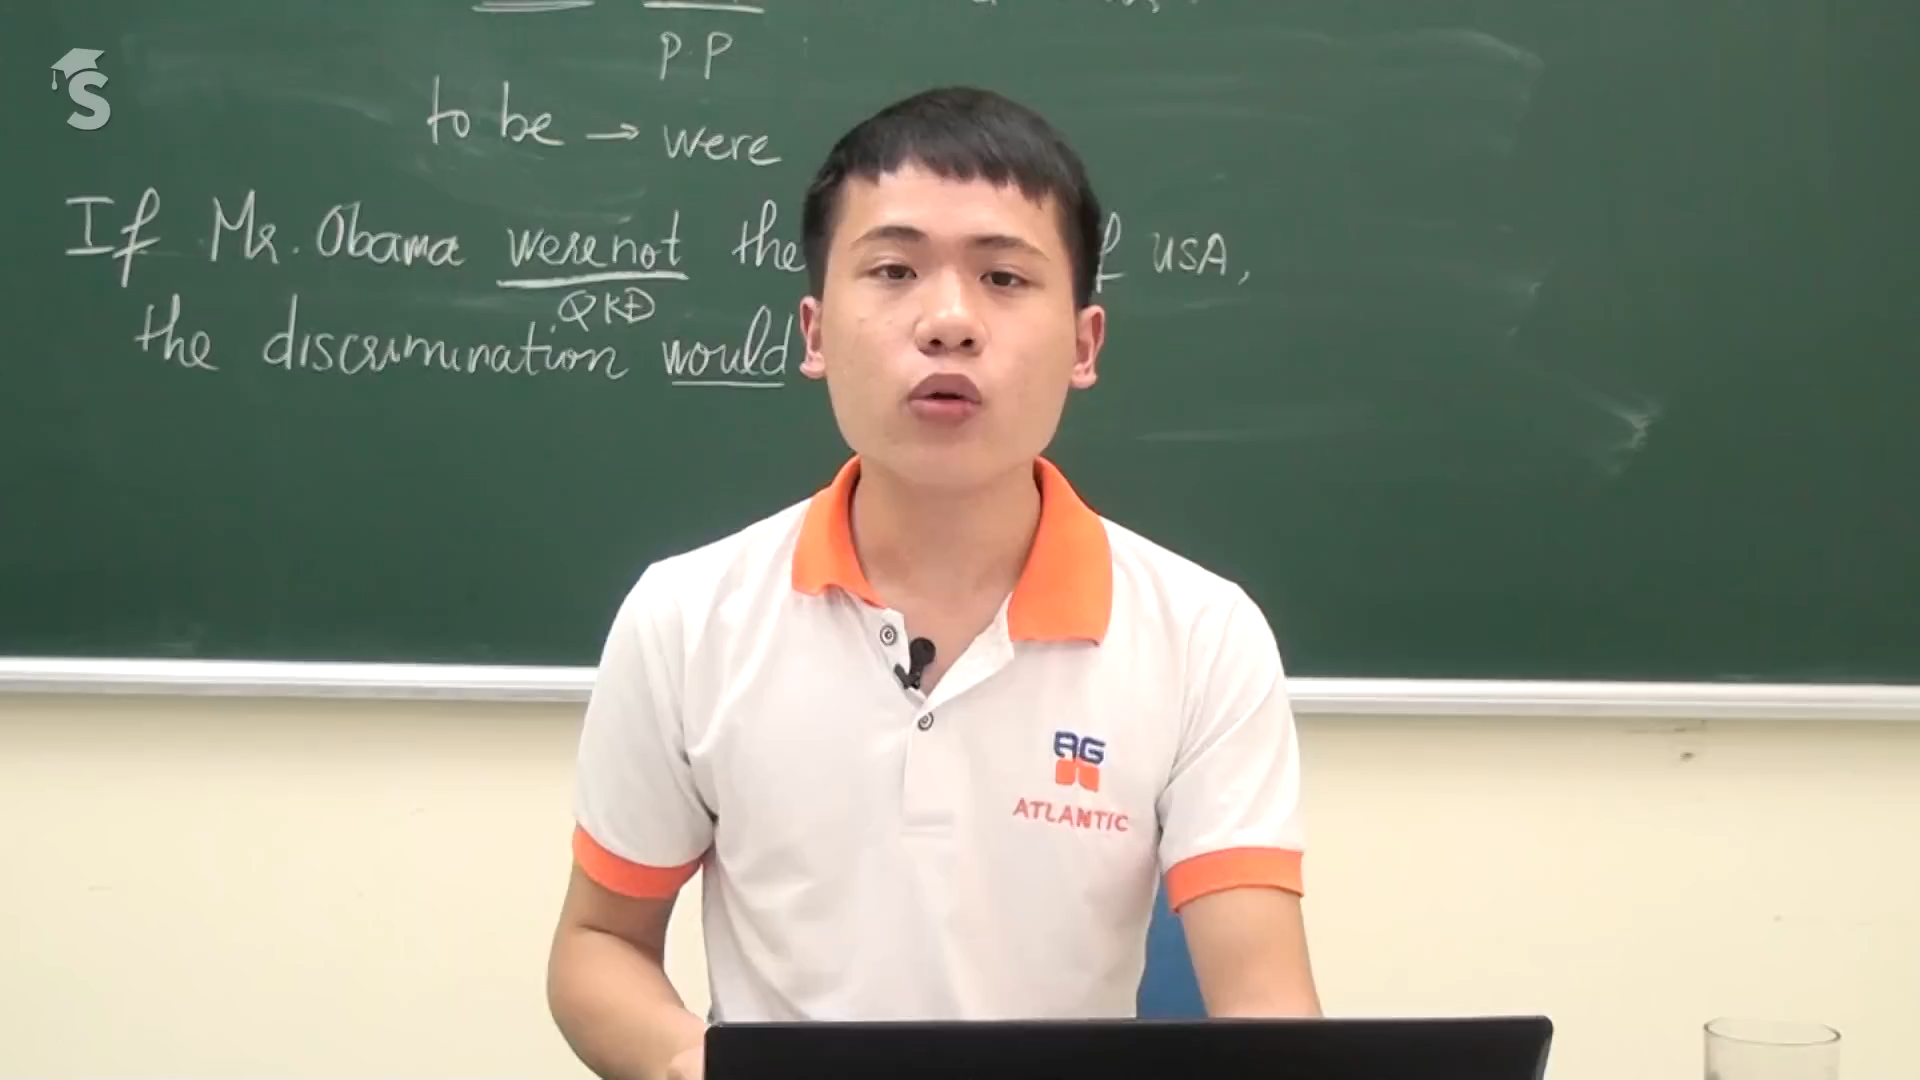 P.P
to be → were
If Mr. Obama were not the USA,
QKĐ
the discrimination would
S
AG
ATLANTIC